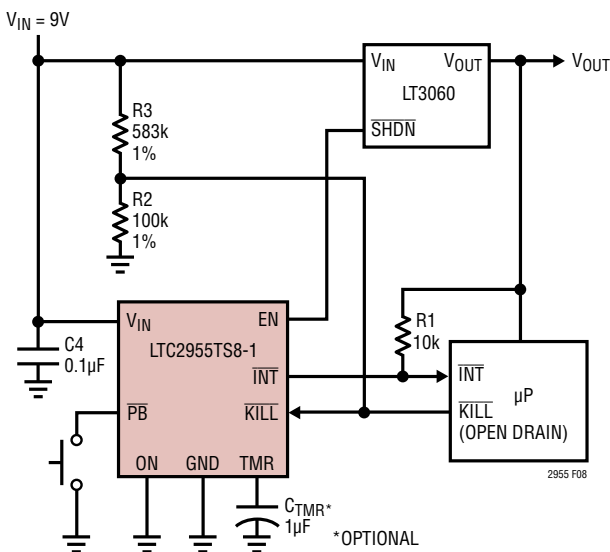 V_IN = 9V
V_IN
V_OUT
V_OUT
LT3060
SHDN
R3
583k
1%
R2
100k
1%
V_IN
EN
LTC2955TS8-1
INT
KILL
PB
ON
GND
TMR
C4
0.1µF
R1
10k
INT
µP
KILL
(OPEN DRAIN)
2955 F08
C_TMR*
1µF
*OPTIONAL